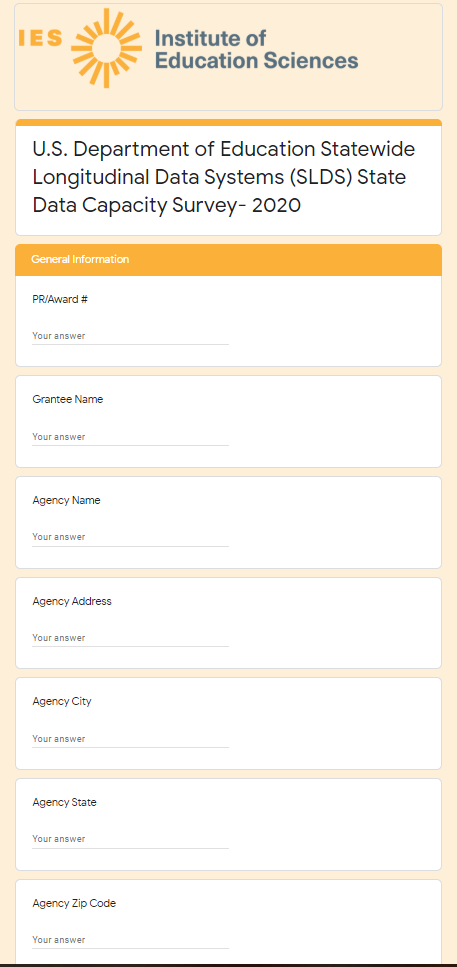 IES
Institute of
Education Sciences
U.S. Department of Education Statewide
Longitudinal Data Systems (SLDS) State
Data Capacity Survey- 2020
General Information
PR/Award #
Your answer
Grantee Name
Your answer
Agency Name
Your answer
Agency Address
Your answer
Agency City
Your answer
Agency State
Your answer
Agency Zip Code
Your answer